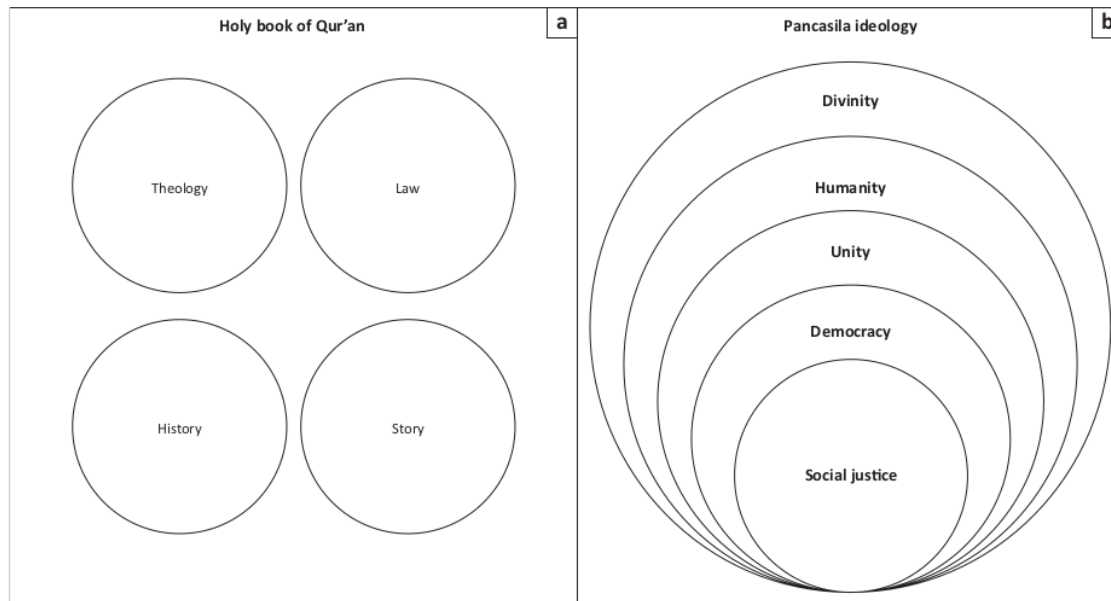 Holy book of Qur’an
a
Theology
Law
History
Story
Pancasila ideology
b
Divinity
Humanity
Unity
Democracy
Social justice